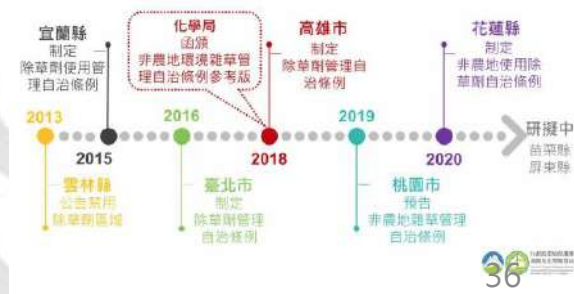 宜蘭縣
制定
除草劑使用管
理自治條例
化學局
函頒
非農地環境雜草管
理自治條例參考版
高雄市
制定
除草劑管理自
治條例
花蓮縣
制定
非農地使用除
草劑自治條例
2013
2016
2019
2015
2018
2020
研擬中
苗栗縣
屏東縣
雲林縣
公告禁用
除草劑區域
臺北市
制定
除草劑管理
自治條例
桃園市
預告
非農地雜草管理
自治條例
36